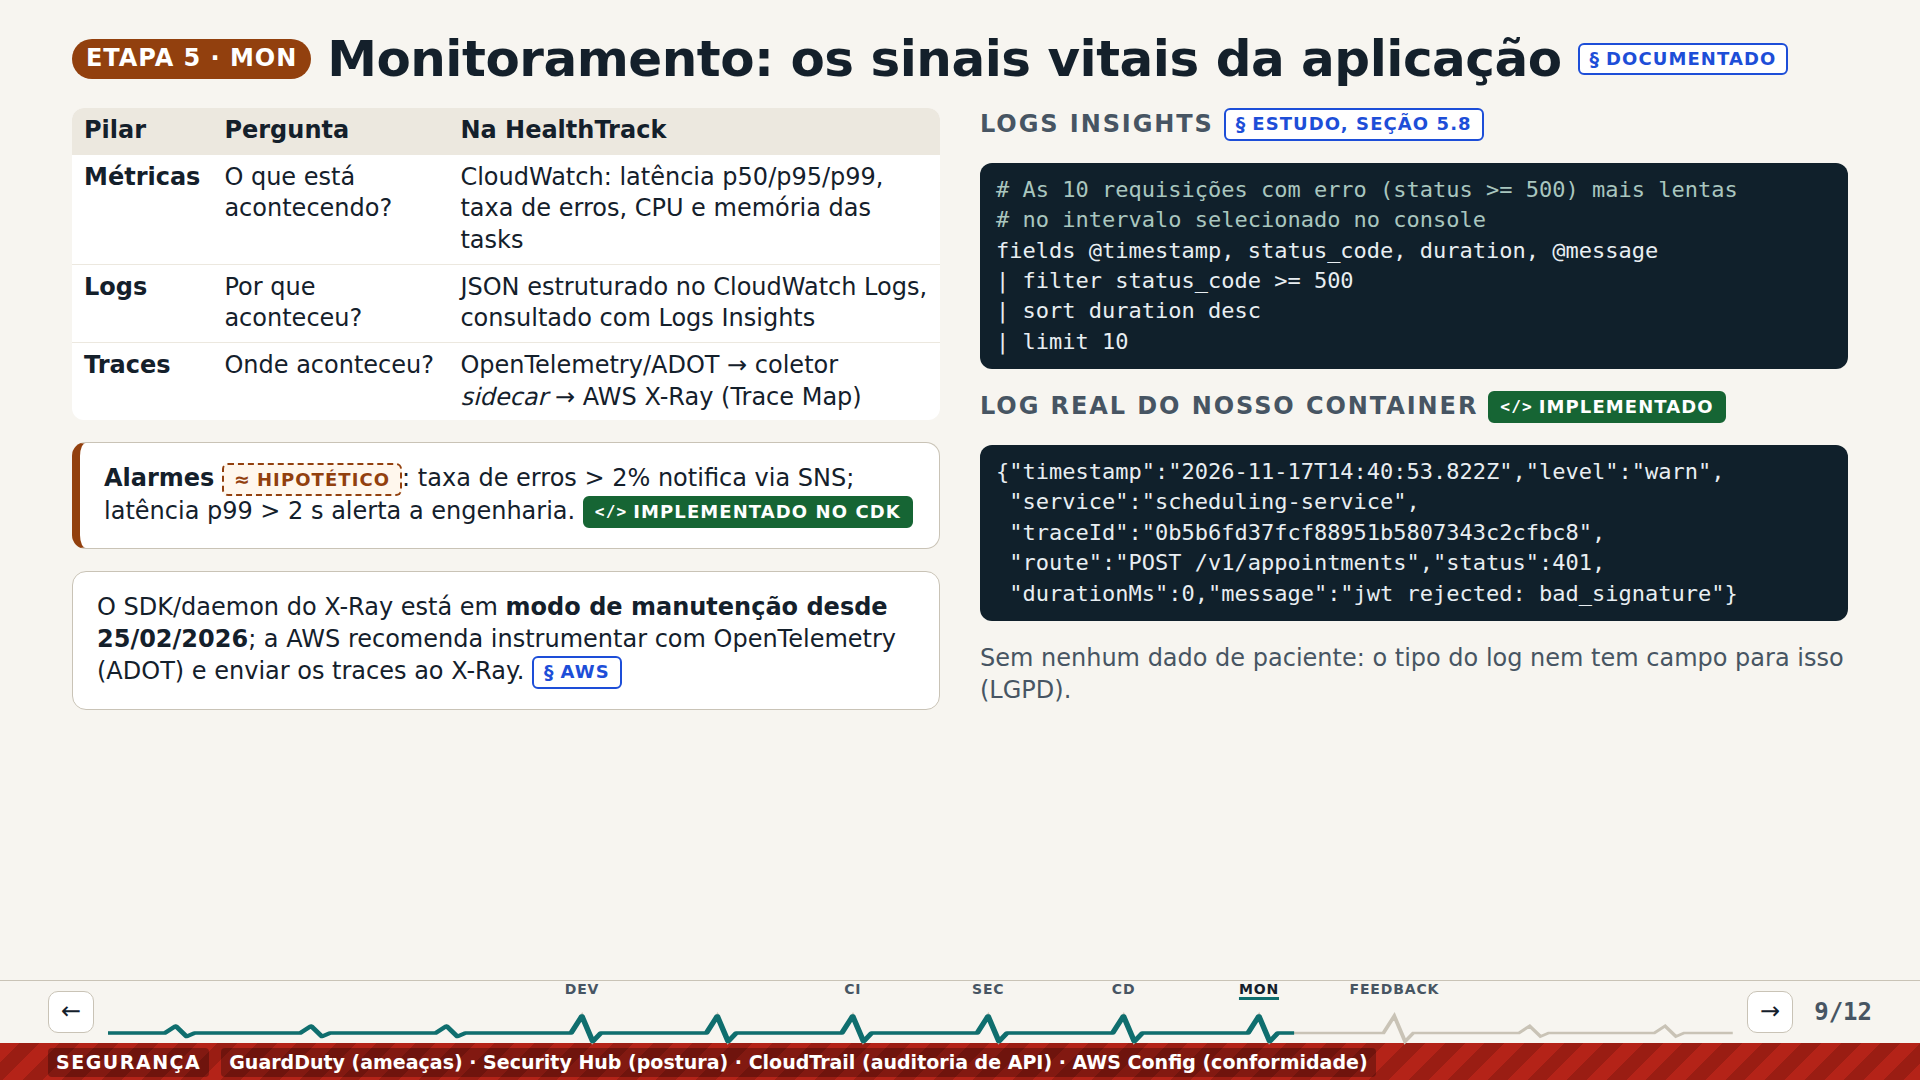 ETAPA 5 · MON Monitoramento: os sinais vitais da aplicação § DOCUMENTADO
Pilar Pergunta Na HealthTrack
Métricas O que está acontecendo? CloudWatch: latência p50/p95/p99, taxa de erros, CPU e memória das tasks
Logs Por que aconteceu? JSON estruturado no CloudWatch Logs, consultado com Logs Insights
Traces Onde aconteceu? OpenTelemetry/ADOT → coletor sidecar → AWS X-Ray (Trace Map)
Alarmes ≈ HIPOTÉTICO: taxa de erros > 2% notifica via SNS;
latência p99 > 2 s alerta a engenharia. </> IMPLEMENTADO NO CDK
O SDK/daemon do X-Ray está em modo de manutenção desde
25/02/2026; a AWS recomenda instrumentar com OpenTelemetry
(ADOT) e enviar os traces ao X-Ray. § AWS
LOGS INSIGHTS § ESTUDO, SEÇÃO 5.8
# As 10 requisições com erro (status >= 500) mais lentas
# no intervalo selecionado no console
fields @timestamp, status_code, duration, @message
| filter status_code >= 500
| sort duration desc
| limit 10
LOG REAL DO NOSSO CONTAINER </> IMPLEMENTADO
{"timestamp":"2026-11-17T14:40:53.822Z","level":"warn",
"service":"scheduling-service",
"traceId":"0b5b6fd37fcf88951b5807343c2cfbc8",
"route":"POST /v1/appointments","status":401,
"durationMs":0,"message":"jwt rejected: bad_signature"}
Sem nenhum dado de paciente: o tipo do log nem tem campo para isso
(LGPD).
← DEV CI SEC CD MON FEEDBACK → 9/12
SEGURANÇA GuardDuty (ameaças) · Security Hub (postura) · CloudTrail (auditoria de API) · AWS Config (conformidade)